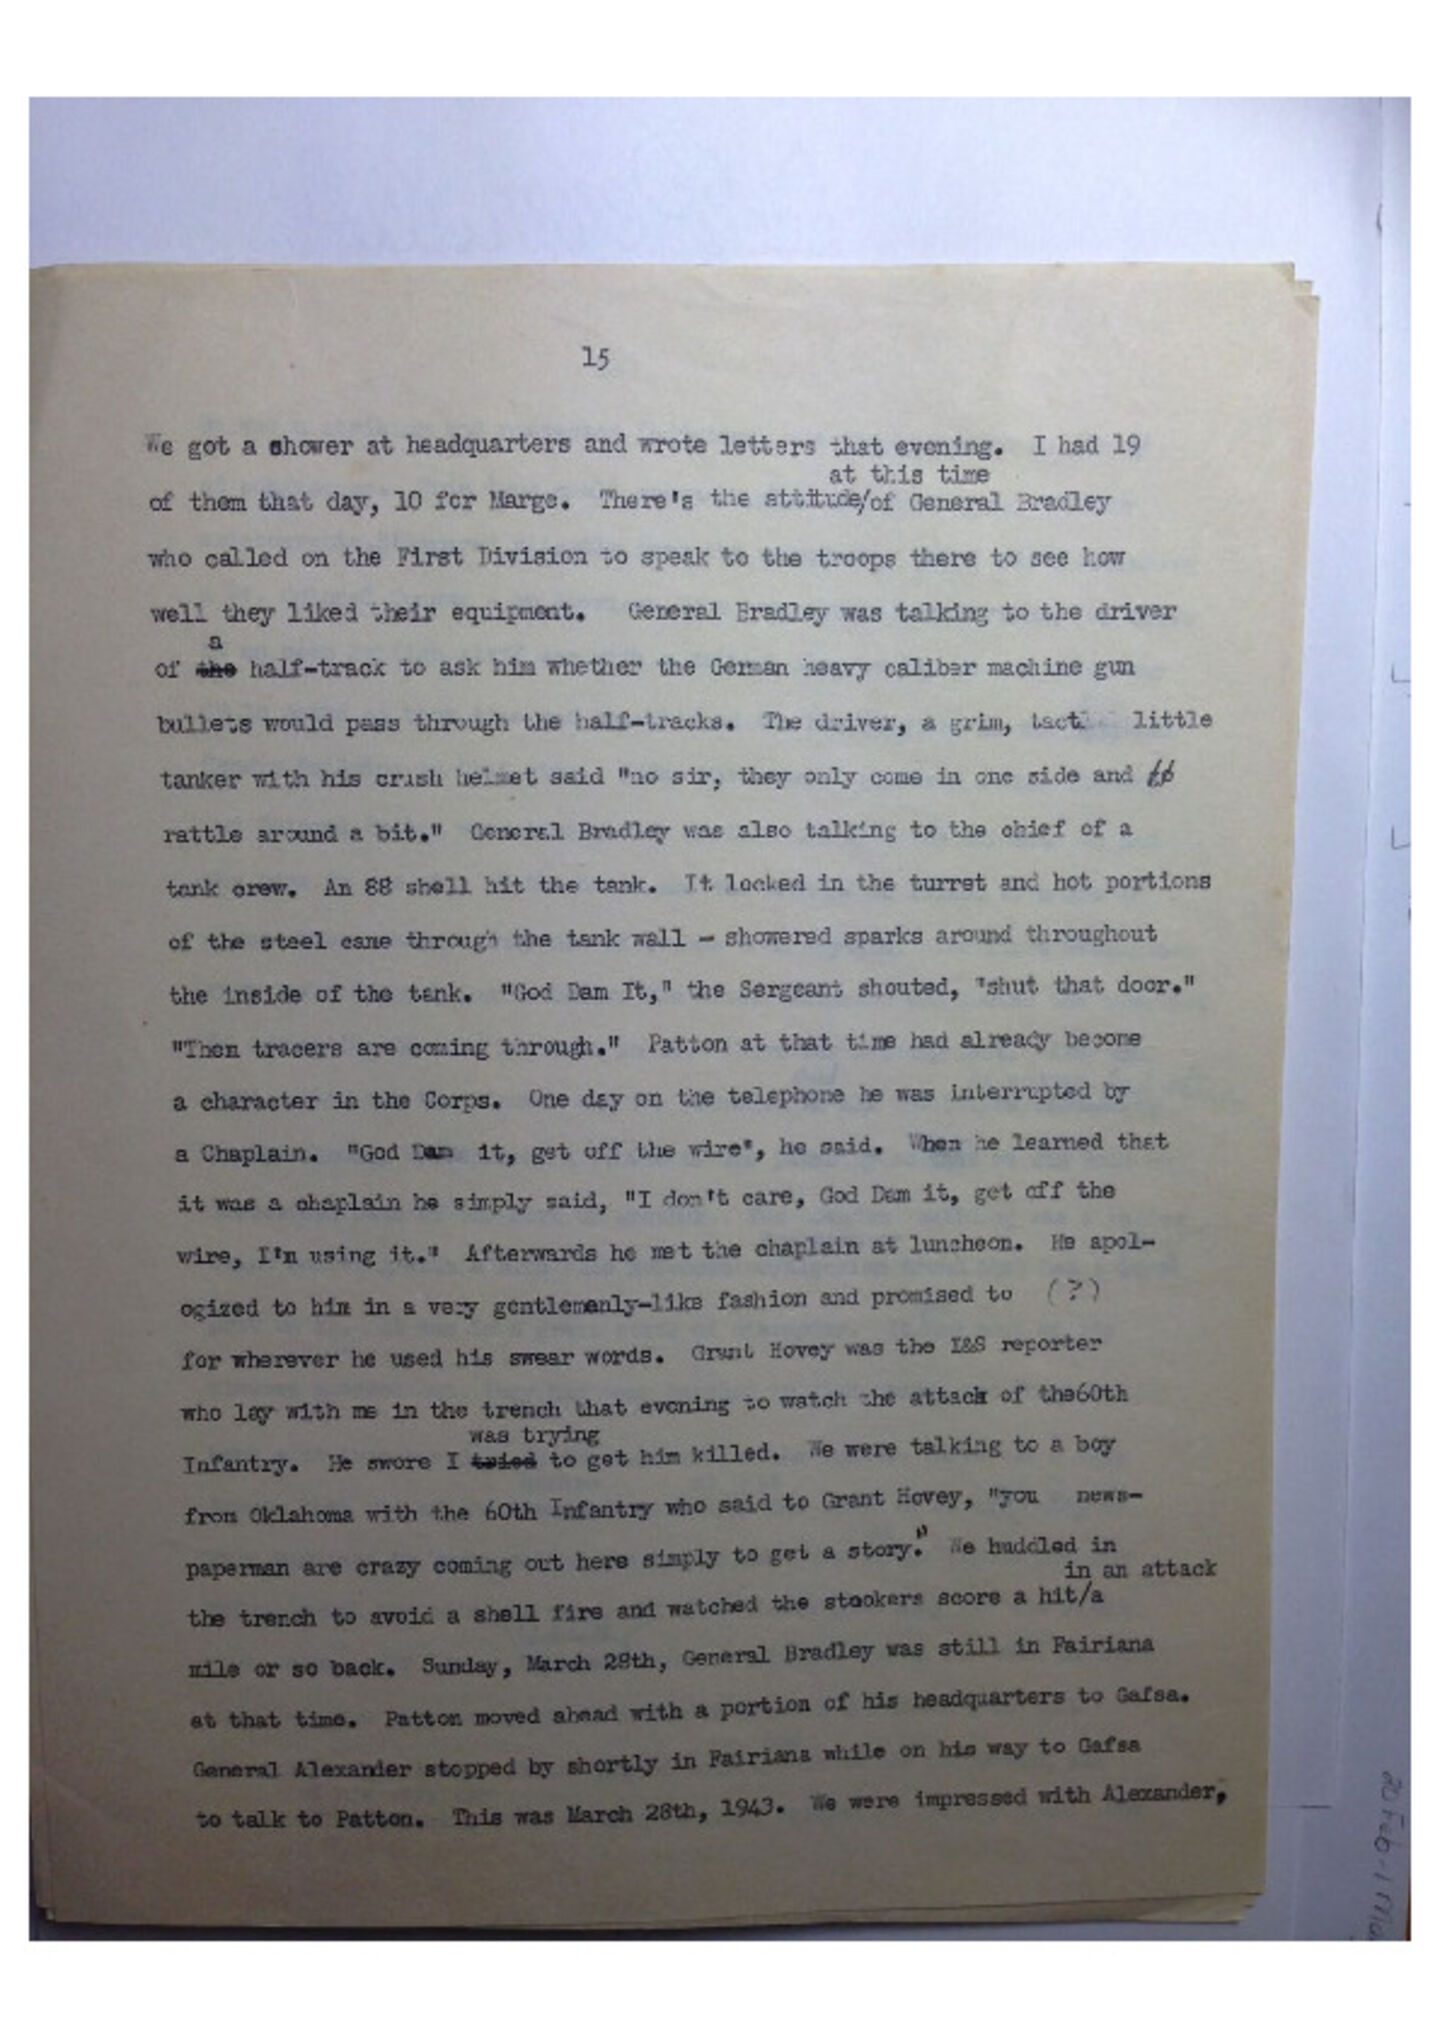 15
We got a shower at headquarters and wrote letters that evening. I had 19
at this time
of them that day, 10 for Marge. There's the attitude/of General Bradley
who called on the First Division to speak to the troops there to see how
well they liked their equipment. General Bradley was talking to the driver
a
of the half-track to ask him whether the German heavy caliber machine gun
bullets would pass through the half-tracks. The driver, a grim, little
tanker with his crash helmet said "no sir, they only come in one side and
rattle around a bit." General Bradley was also talking to the chief of a
tank crew. An 88 shell hit the tank. It locked in the turret and hot portions
of the steel came through the tank wall - showered sparks around throughout
the inside of the tank. "God Dam It," the Sergeant shouted, "shut that door."
"Then tracers are coming through." Patton at that time had already become
a character in the Corps. One day on the telephone he was interrupted by
a Chaplain. "God Dam it, get off the wire", he said. When he learned that
it was a chaplain he simply said, "I don't care, God Dam it, get off the
wire, I'm using it." Afterwards he met the chaplain at luncheon. He apol-
ogized to him in a very gentlemanly-like fashion and promised to (?)
for wherever he used his swear words. Grant Hovey was the I&S reporter
who lay with me in the trench that evening to watch the attack of the60th
was trying
Infantry. He swore I tried to get him killed. We were talking to a boy
from Oklahoma with the 60th Infantry who said to Grant Hovey, "you news-
paperman are crazy coming out here simply to get a story." We huddled in
in an attack
the trench to avoid a shell fire and watched the stookers score a hit/a
mile or so back. Sunday, March 28th, General Bradley was still in Fairiana
at that time. Patton moved ahead with a portion of his headquarters to Gafsa.
General Alexander stopped by shortly in Fairiana while on his way to Gafsa
to talk to Patton. This was March 28th, 1943. We were impressed with Alexander,
20 Feb-1